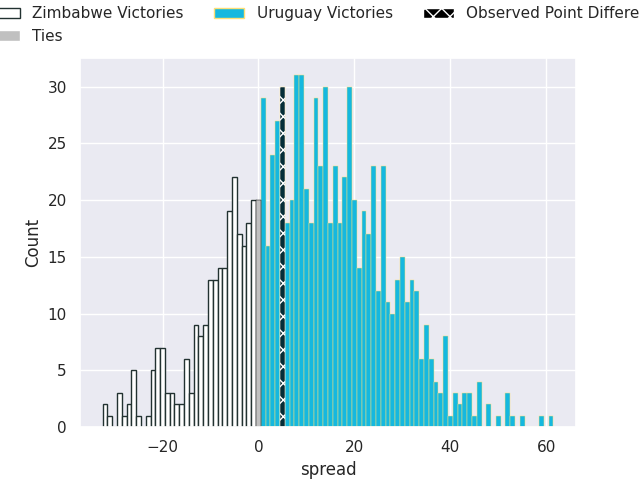 Zimbabwe Victories Uruguay Victories Observed Point Differe
Ties
30
25
20
15
10
5
0
Count
−20 0 20 40 60
spread